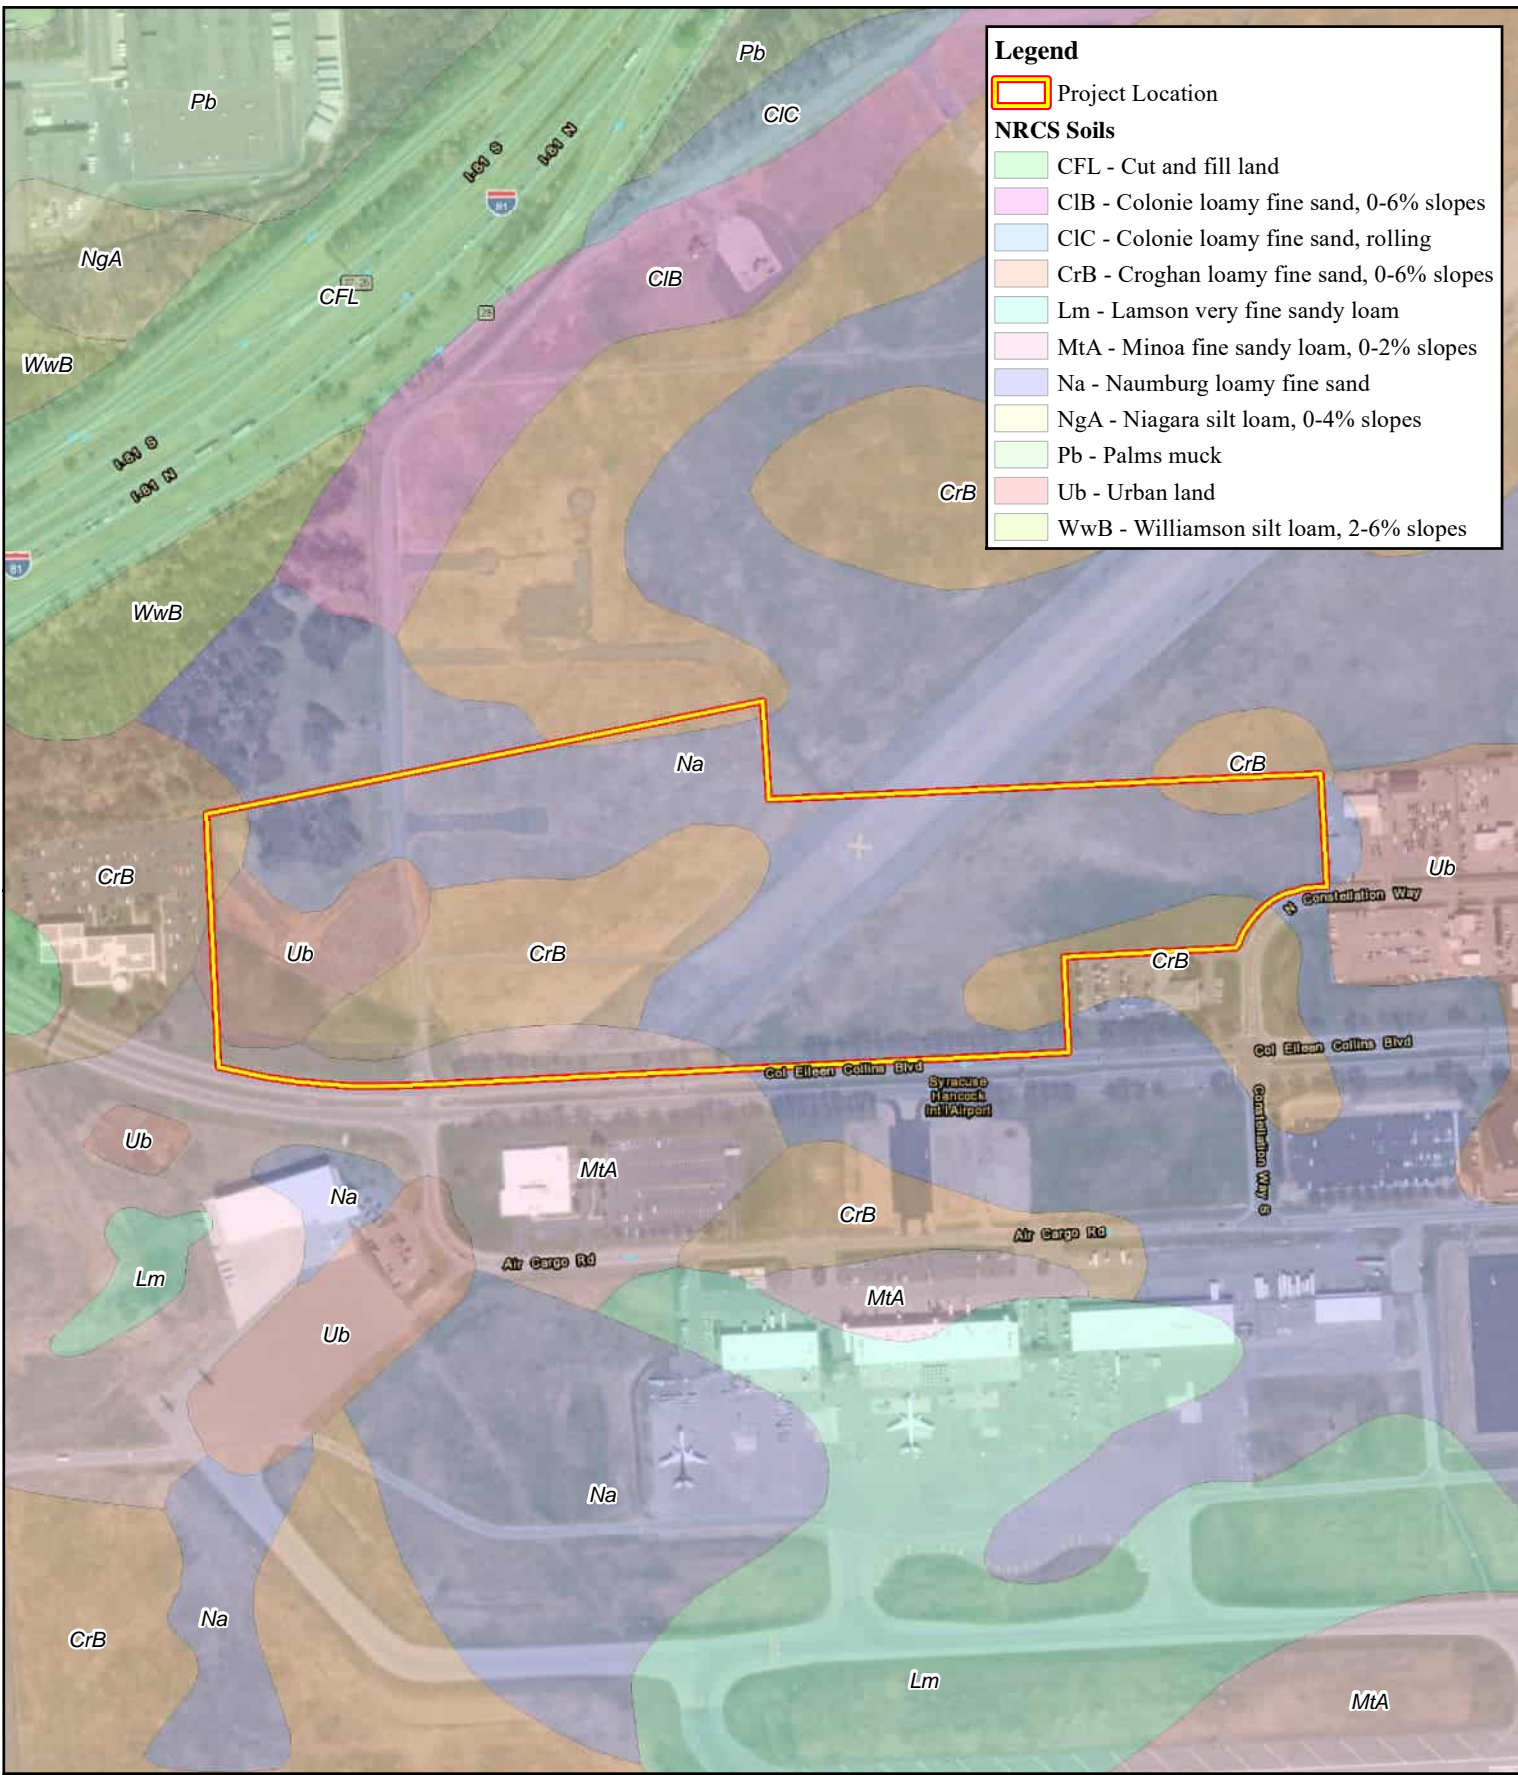 Legend
Project Location
NRCS Soils
CFL - Cut and fill land
ClB - Colonie loamy fine sand, 0-6% slopes
ClC - Colonie loamy fine sand, rolling
CrB - Croghan loamy fine sand, 0-6% slopes
Lm - Lamson very fine sandy loam
MtA - Minoa fine sandy loam, 0-2% slopes
Na - Naumburg loamy fine sand
NgA - Niagara silt loam, 0-4% slopes
Pb - Palms muck
Ub - Urban land
WwB - Williamson silt loam, 2-6% slopes
Pb
Pb
ClC
I-81 S
I-81 N
81
NgA
CFL
ClB
28
WwB
I-81 S
I-81 N
CrB
81
WwB
Na
CrB
CrB
Ub
N Constellation Way
Ub
CrB
CrB
Col Eileen Collins Blvd
Col Eileen Collins Blvd
Syracuse
Hancock
Int'l Airport
Constellation Way S
Ub
MtA
Na
CrB
Air Cargo Rd
Air Cargo Rd
Lm
MtA
Ub
Na
Na
CrB
Lm
MtA